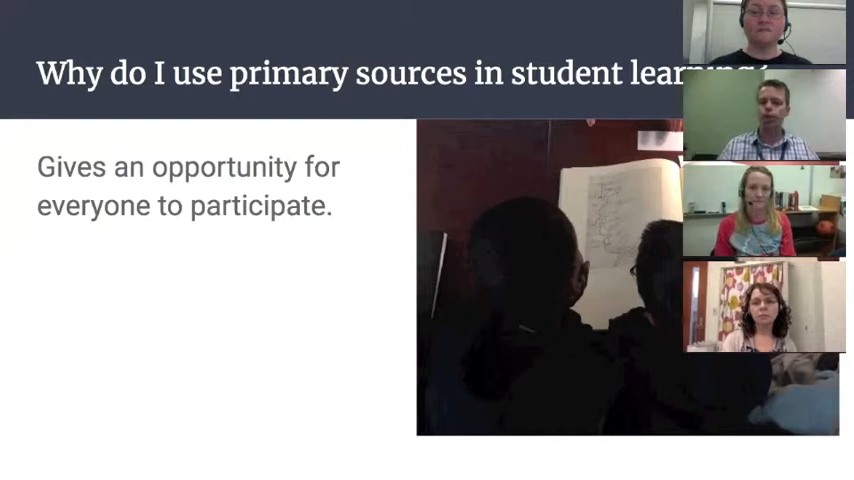 Why do I use primary sources in student learning?
Gives an opportunity for
everyone to participate.